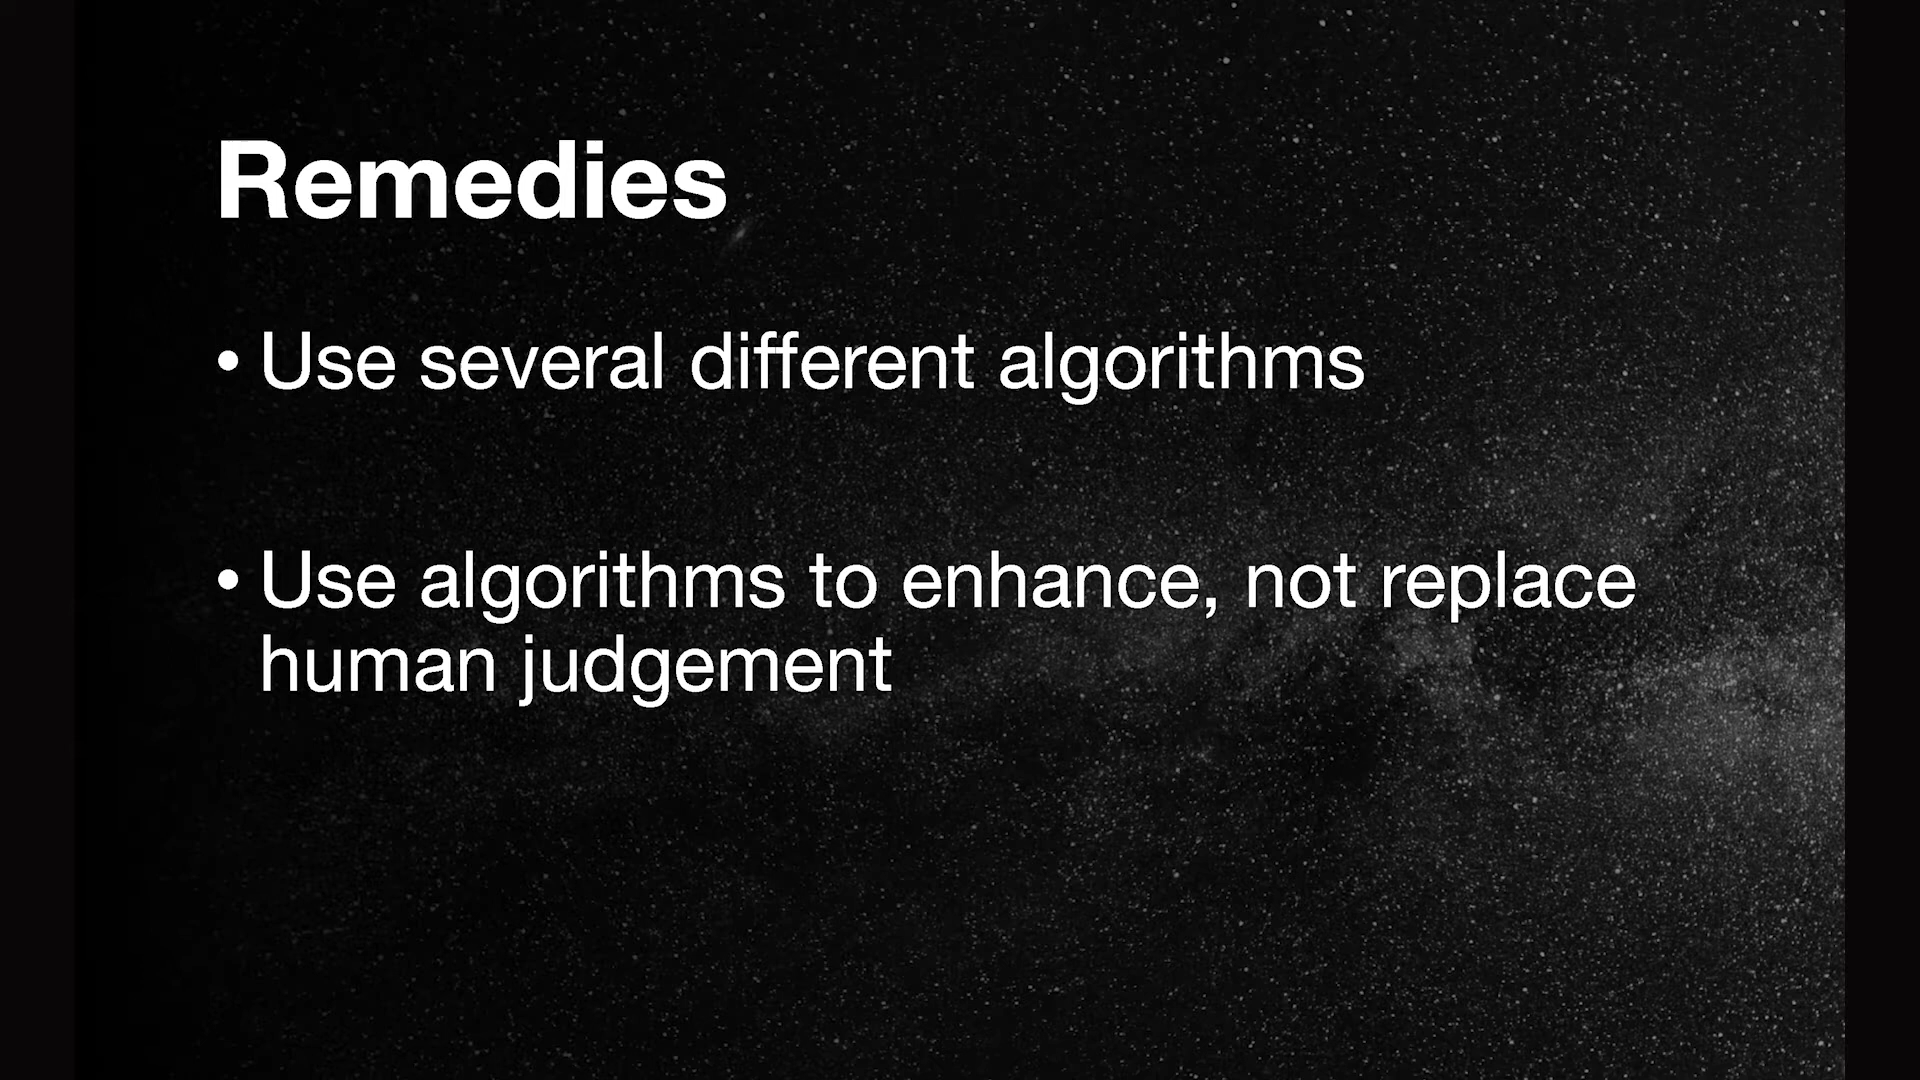 Remedies
• Use several different algorithms
• Use algorithms to enhance, not replace
human judgement